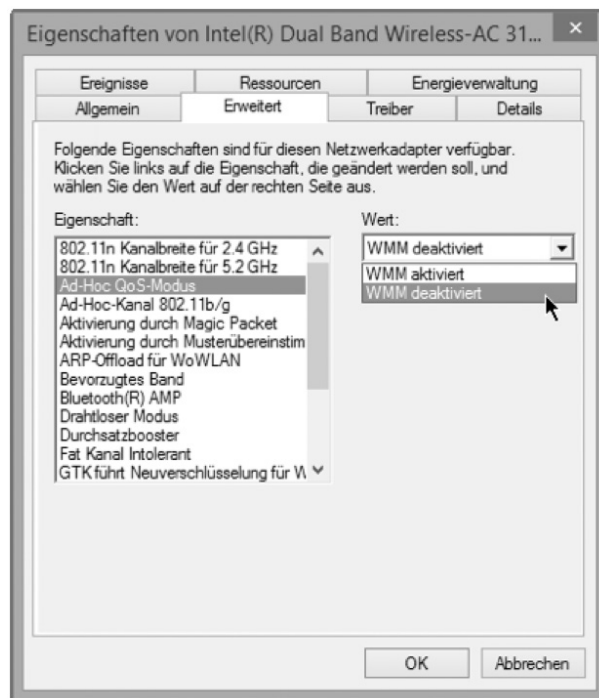 Eigenschaften von Intel(R) Dual Band Wireless-AC 31...
Ereignisse Ressourcen Energieverwaltung
Allgemein Erweitert Treiber Details
Folgende Eigenschaften sind für diesen Netzwerkadapter verfügbar.
Klicken Sie links auf die Eigenschaft, die geändert werden soll, und
wählen Sie den Wert auf der rechten Seite aus.
Eigenschaft:
802.11n Kanalbreite für 2.4 GHz
802.11n Kanalbreite für 5.2 GHz
Ad-Hoc QoS-Modus
Ad-Hoc-Kanal 802.11b/g
Aktivierung durch Magic Packet
Aktivierung durch Musterübereinstim
ARP-Offload für WoWLAN
Bevorzugtes Band
Bluetooth(R) AMP
Drahtloser Modus
Durchsatzbooster
Fat Kanal Intolerant
GTK führt Neuverschlüsselung für W
Wert:
WMM deaktiviert
WMM aktiviert
WMM deaktiviert
OK Abbrechen